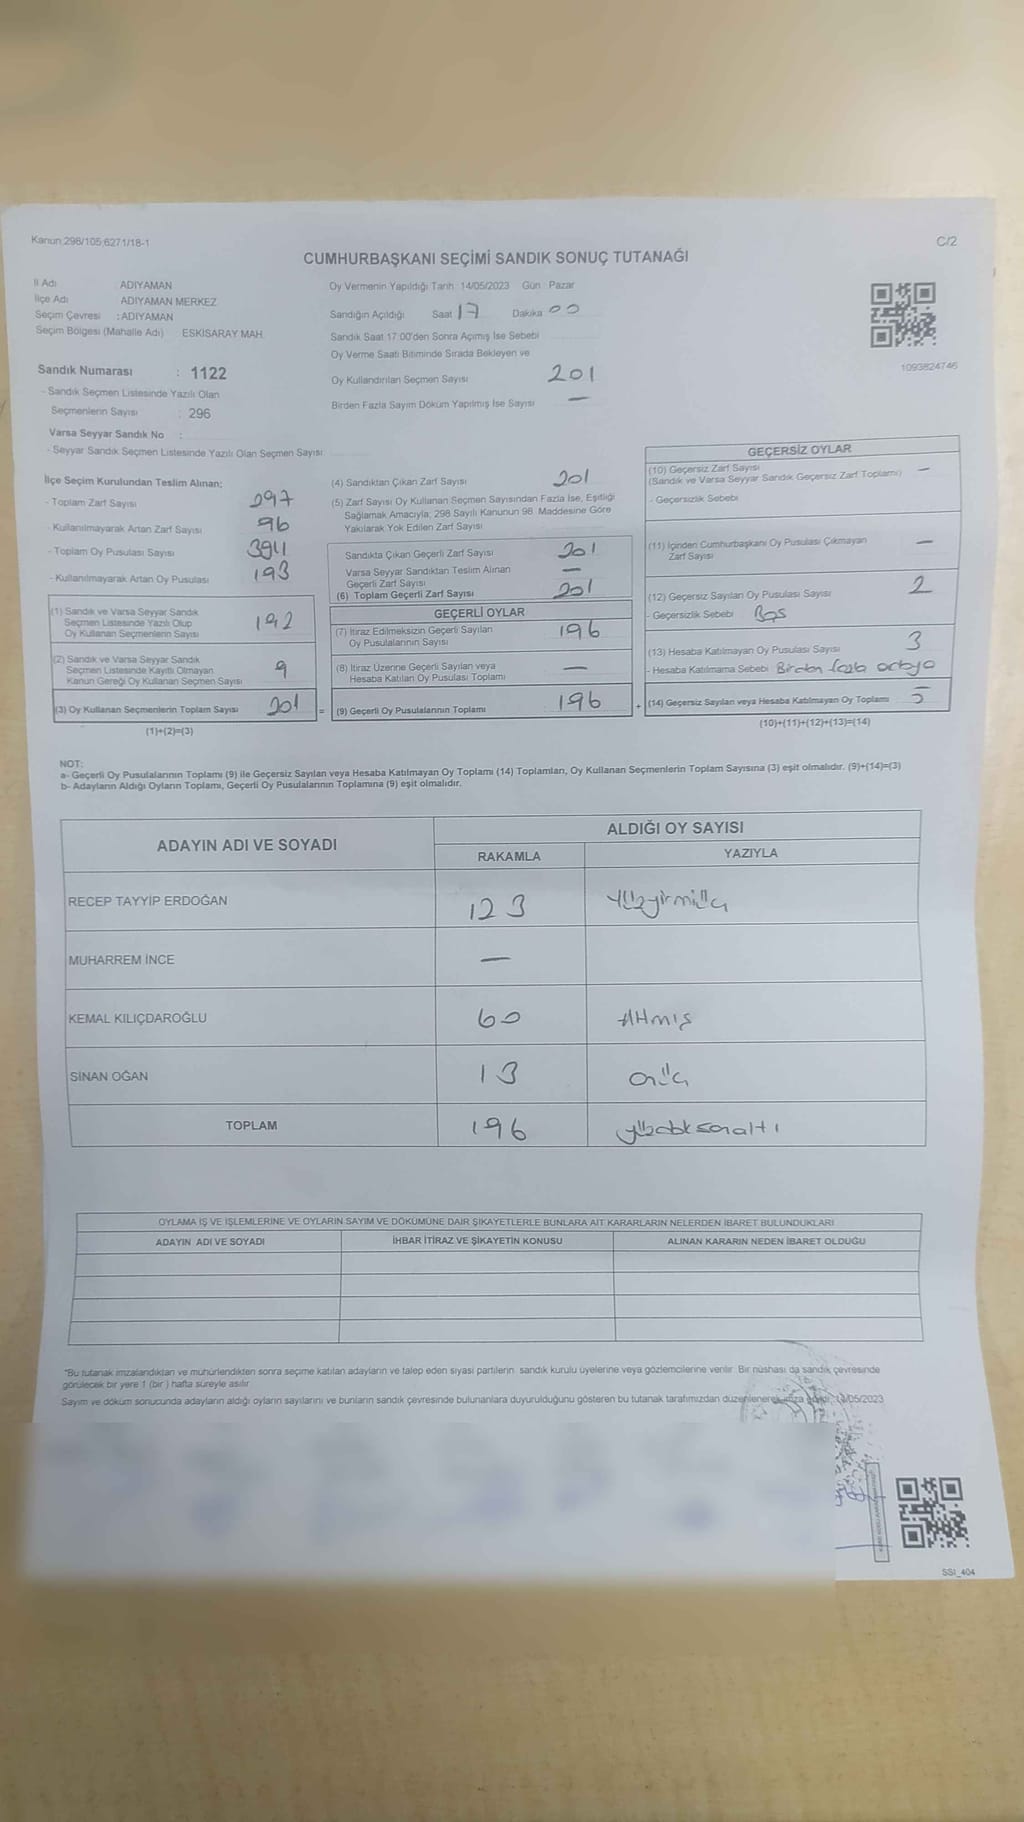 Kanun:298/105,6271/18-1
C/2
CUMHURBAŞKANI SEÇİMİ SANDIK SONUÇ TUTANAĞI
İl Adı ADIYAMAN
İlçe Adı ADIYAMAN MERKEZ
Seçim Çevresi : ADIYAMAN
Seçim Bölgesi (Mahalle Adı) ESKİSARAY MAH.
Sandık Numarası : 1122
- Sandık Seçmen Listesinde Yazılı Olan
Seçmenlerin Sayısı : 296
Varsa Seyyar Sandık No :
- Seyyar Sandık Seçmen Listesinde Yazılı Olan Seçmen Sayısı
Oy Vermenin Yapıldığı Tarih : 14/05/2023 Gün : Pazar
Sandığın Açıldığı Saat 17 Dakika 00
Sandık Saat 17:00'den Sonra Açılmış İse Sebebi
Oy Verme Saati Bitiminde Sırada Bekleyen ve
Oy Kullandırılan Seçmen Sayısı 201
Birden Fazla Sayım Döküm Yapılmış İse Sayısı —
1093824746
İlçe Seçim Kurulundan Teslim Alınan;
- Toplam Zarf Sayısı 297
- Kullanılmayarak Artan Zarf Sayısı 96
- Toplam Oy Pusulası Sayısı
- Kullanılmayarak Artan Oy Pusulası 193
(1) Sandık ve Varsa Seyyar Sandık
Seçmen Listesinde Yazılı Olup
Oy Kullanan Seçmenlerin Sayısı 192
(2) Sandık ve Varsa Seyyar Sandık
Seçmen Listesinde Kayıtlı Olmayan
Kanun Gereği Oy Kullanan Seçmen Sayısı 9
(3) Oy Kullanan Seçmenlerin Toplam Sayısı 201 =
(1)+(2)=(3)
(4) Sandıktan Çıkan Zarf Sayısı 201
(5) Zarf Sayısı Oy Kullanan Seçmen Sayısından Fazla İse, Eşitliği
Sağlamak Amacıyla; 298 Sayılı Kanunun 98. Maddesine Göre
Yakılarak Yok Edilen Zarf Sayısı
Sandıkta Çıkan Geçerli Zarf Sayısı 201
Varsa Seyyar Sandıktan Teslim Alınan
Geçerli Zarf Sayısı —
(6) Toplam Geçerli Zarf Sayısı 201
GEÇERLİ OYLAR
(7) İtiraz Edilmeksizin Geçerli Sayılan
Oy Pusulalarının Sayısı 196
(8) İtiraz Üzerine Geçerli Sayılan veya
Hesaba Katılan Oy Pusulası Toplamı —
(9) Geçerli Oy Pusulalarının Toplamı 196 +
GEÇERSİZ OYLAR
(10) Geçersiz Zarf Sayısı
(Sandık ve Varsa Seyyar Sandık Geçersiz Zarf Toplamı) —
- Geçersizlik Sebebi
(11) İçinden Cumhurbaşkanı Oy Pusulası Çıkmayan
Zarf Sayısı —
(12) Geçersiz Sayılan Oy Pusulası Sayısı 2
- Geçersizlik Sebebi Boş
(13) Hesaba Katılmayan Oy Pusulası Sayısı 3
- Hesaba Katılmama Sebebi Birden fazla adaya
(14) Geçersiz Sayılan veya Hesaba Katılmayan Oy Toplamı 5
(10)+(11)+(12)+(13)=(14)
NOT:
a- Geçerli Oy Pusulalarının Toplamı (9) ile Geçersiz Sayılan veya Hesaba Katılmayan Oy Toplamı (14) Toplamları, Oy Kullanan Seçmenlerin Toplam Sayısına (3) eşit olmalıdır. (9)+(14)=(3)
b- Adayların Aldığı Oyların Toplamı, Geçerli Oy Pusulalarının Toplamına (9) eşit olmalıdır.
ADAYIN ADI VE SOYADI
ALDIĞI OY SAYISI
RAKAMLA YAZIYLA
RECEP TAYYİP ERDOĞAN 123 Yüzyirmiüç
MUHARREM İNCE —
KEMAL KILIÇDAROĞLU 60 Altmış
SİNAN OĞAN 13 onüç
TOPLAM 196 yüzdoksanaltı
OYLAMA İŞ VE İŞLEMLERİNE VE OYLARIN SAYIM VE DÖKÜMÜNE DAİR ŞİKAYETLERLE BUNLARA AİT KARARLARIN NELERDEN İBARET BULUNDUKLARI
ADAYIN ADI VE SOYADI İHBAR İTİRAZ VE ŞİKAYETİN KONUSU ALINAN KARARIN NEDEN İBARET OLDUĞU
"Bu tutanak imzalandıktan ve mühürlendikten sonra seçime katılan adayların ve talep eden siyasi partilerin sandık kurulu üyelerine veya gözlemcilerine verilir. Bir nüshası da sandık çevresinde
görülecek bir yere 1 (bir) hafta süreyle asılır.
Sayım ve döküm sonucunda adayların aldığı oyların sayılarını ve bunların sandık çevresinde bulunanlara duyurulduğunu gösteren bu tutanak tarafımızdan düzenlenerek imza /05/2023
SSI_404